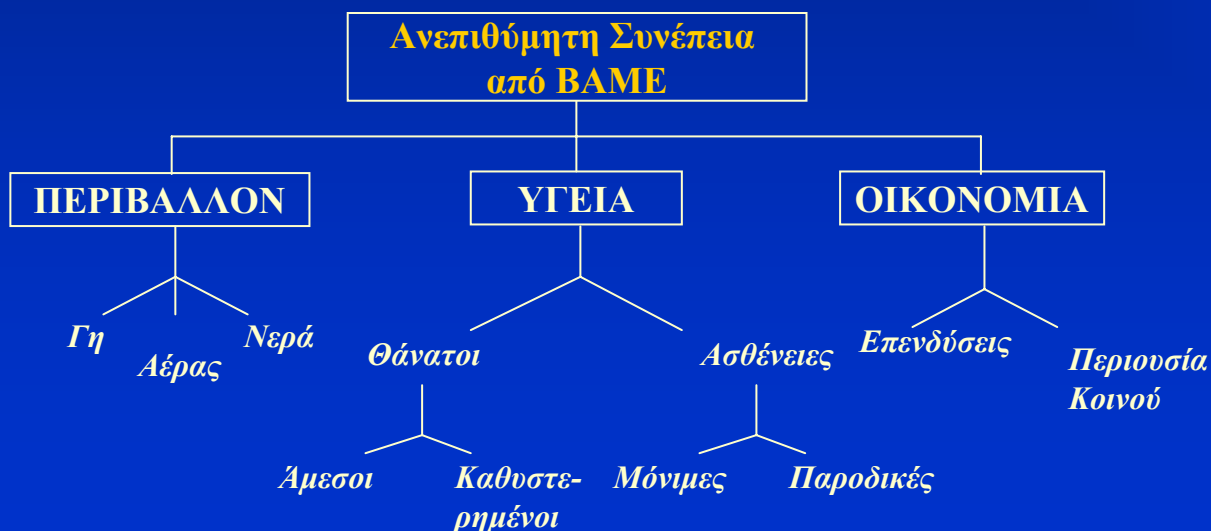 Ανεπιθύμητη Συνέπεια
από ΒΑΜΕ
ΠΕΡΙΒΑΛΛΟΝ
ΥΓΕΙΑ
ΟΙΚΟΝΟΜΙΑ
Γη
Αέρας
Νερά
Θάνατοι
Ασθένειες
Επενδύσεις
Περιουσία
Κοινού
Άμεσοι
Καθυστε-
ρημένοι
Μόνιμες
Παροδικές